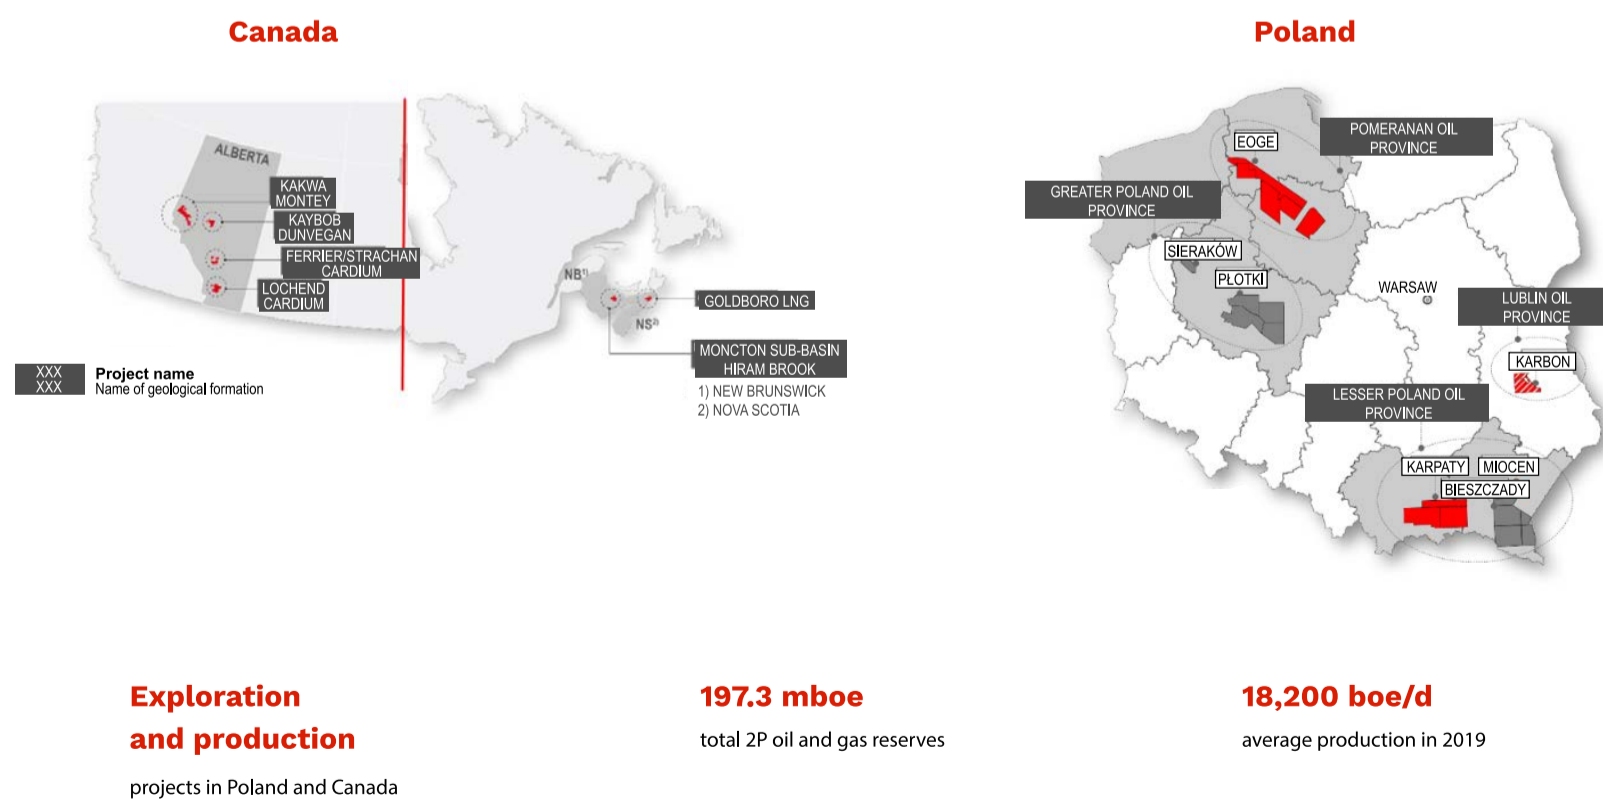 Canada
ALBERTA
KAKWA
MONTEY
KAYBOB
DUNVEGAN
FERRIER/STRACHAN
CARDIUM
LOCHEND
CARDIUM
NB1)
NS2)
GOLDBORO LNG
MONCTON SUB-BASIN
HIRAM BROOK
1) NEW BRUNSWICK
2) NOVA SCOTIA
XXX
XXX
Project name
Name of geological formation
Poland
EOGE
POMERANAN OIL
PROVINCE
GREATER POLAND OIL
PROVINCE
SIERAKÓW
PŁOTKI
WARSAW
LUBLIN OIL
PROVINCE
KARBON
LESSER POLAND OIL
PROVINCE
KARPATY
MIOCEN
BIESZCZADY
Exploration
and production
projects in Poland and Canada
197.3 mboe
total 2P oil and gas reserves
18,200 boe/d
average production in 2019